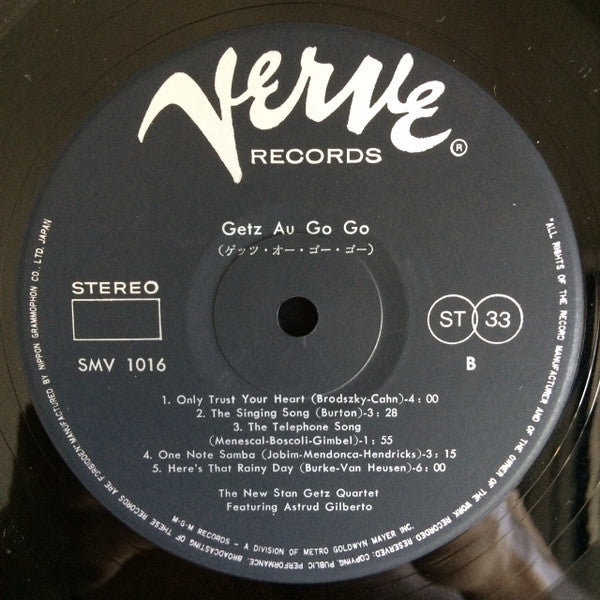 Verve
RECORDS ®
Getz Au Go Go
(ゲッツ・オー・ゴー・ゴー)
STEREO
ST 33
SMV 1016
B
1. Only Trust Your Heart (Brodszky-Cahn)-4 : 00
2. The Singing Song (Burton)-3 : 28
3. The Telephone Song
(Menescal-Boscoli-Gimbel)-1 : 55
4. One Note Samba (Jobim-Mendonca-Hendricks)-3 : 15
5. Here's That Rainy Day (Burke-Van Heusen)-6 : 00
The New Stan Getz Quartet
Featuring Astrud Gilberto
M·G·M RECORDS - A DIVISION OF METRO GOLDWYN MAYER INC.
"ALL RIGHTS OF THE RECORD MANUFACTURER AND OF THE OWNER OF THE WORK RECORDED RESERVED: COPYING, PUBLIC PERFORMANCE, BROADCASTING OF THESE RECORDS ARE FORBIDDEN" MANUFACTURED BY NIPPON GRAMMOPHON CO., LTD. JAPAN